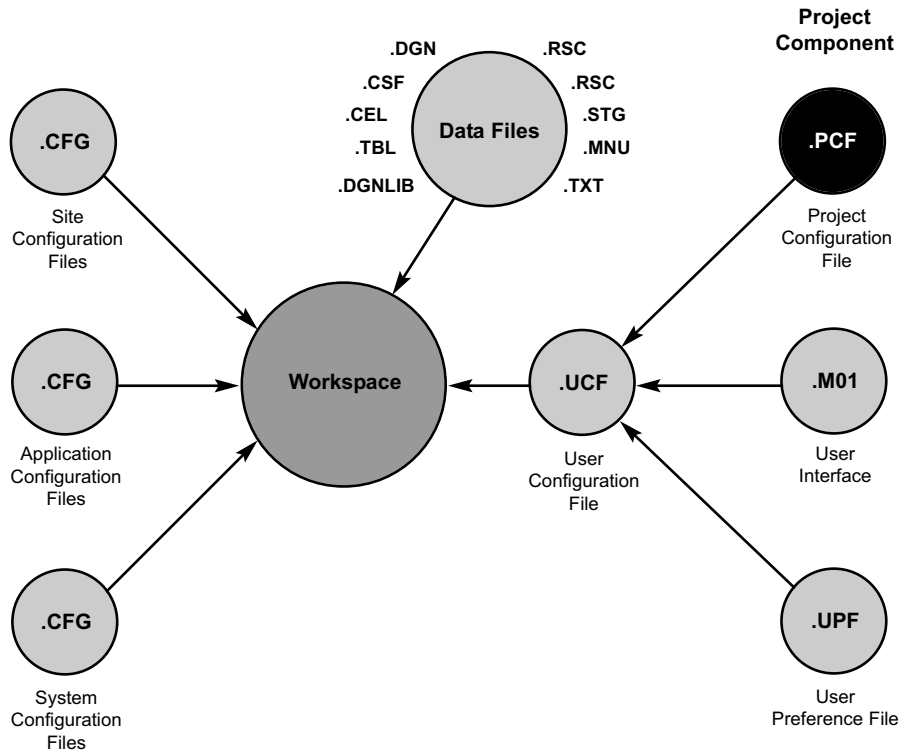 Project
Component
.DGN
.RSC
.CSF
.RSC
.CEL
.STG
.TBL
.MNU
.DGNLIB
.TXT
Data Files
.CFG
Site
Configuration
Files
.PCF
Project
Configuration
File
.CFG
Application
Configuration
Files
Workspace
.UCF
User
Configuration
File
.M01
User
Interface
.CFG
System
Configuration
Files
.UPF
User
Preference File